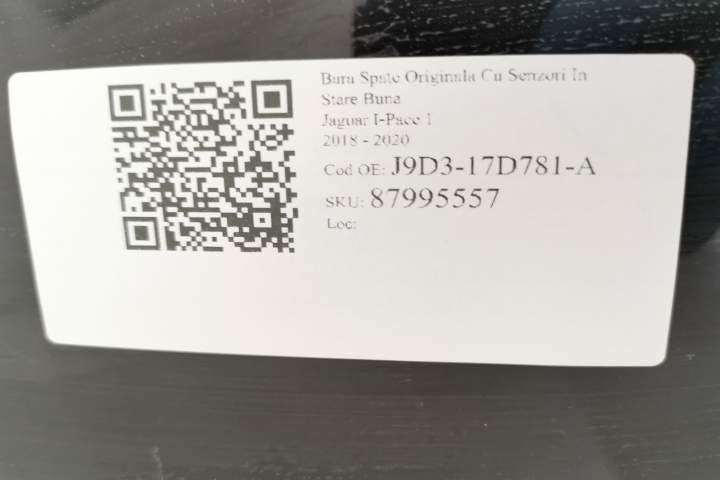 Bara Spate Originala Cu Senzori In
Stare Buna
Jaguar I-Pace 1
2018 - 2020
Cod OE: J9D3-17D781-A
SKU: 87995557
Loc: